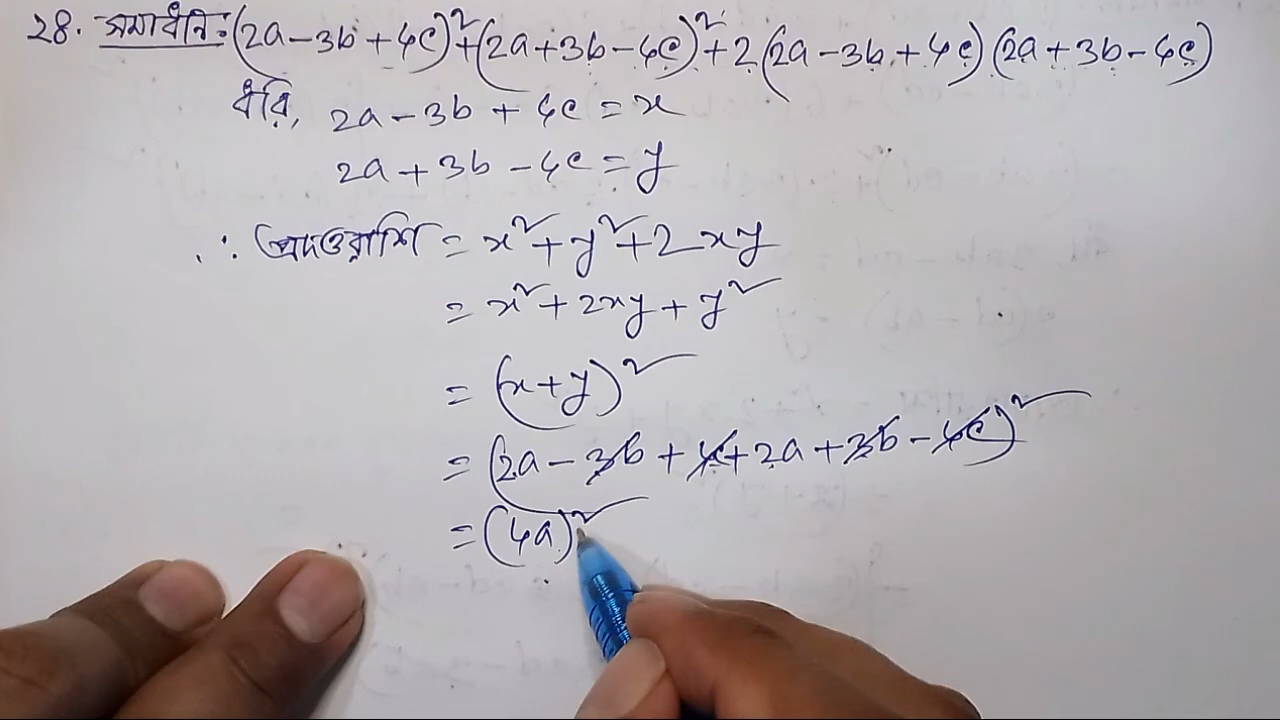 28. সমাধান: (2a-3b+4c)²+(2a+3b-4c)²+2(2a-3b+4c)(2a+3b-4c)
ধরি, 2a-3b+4c=x
2a+3b-4c=y
∴ প্রদত্তরাশি = x²+y²+2xy
= x²+2xy+y²
= (x+y)²
= (2a-3b+4c+2a+3b-4c)²
= (4a)²